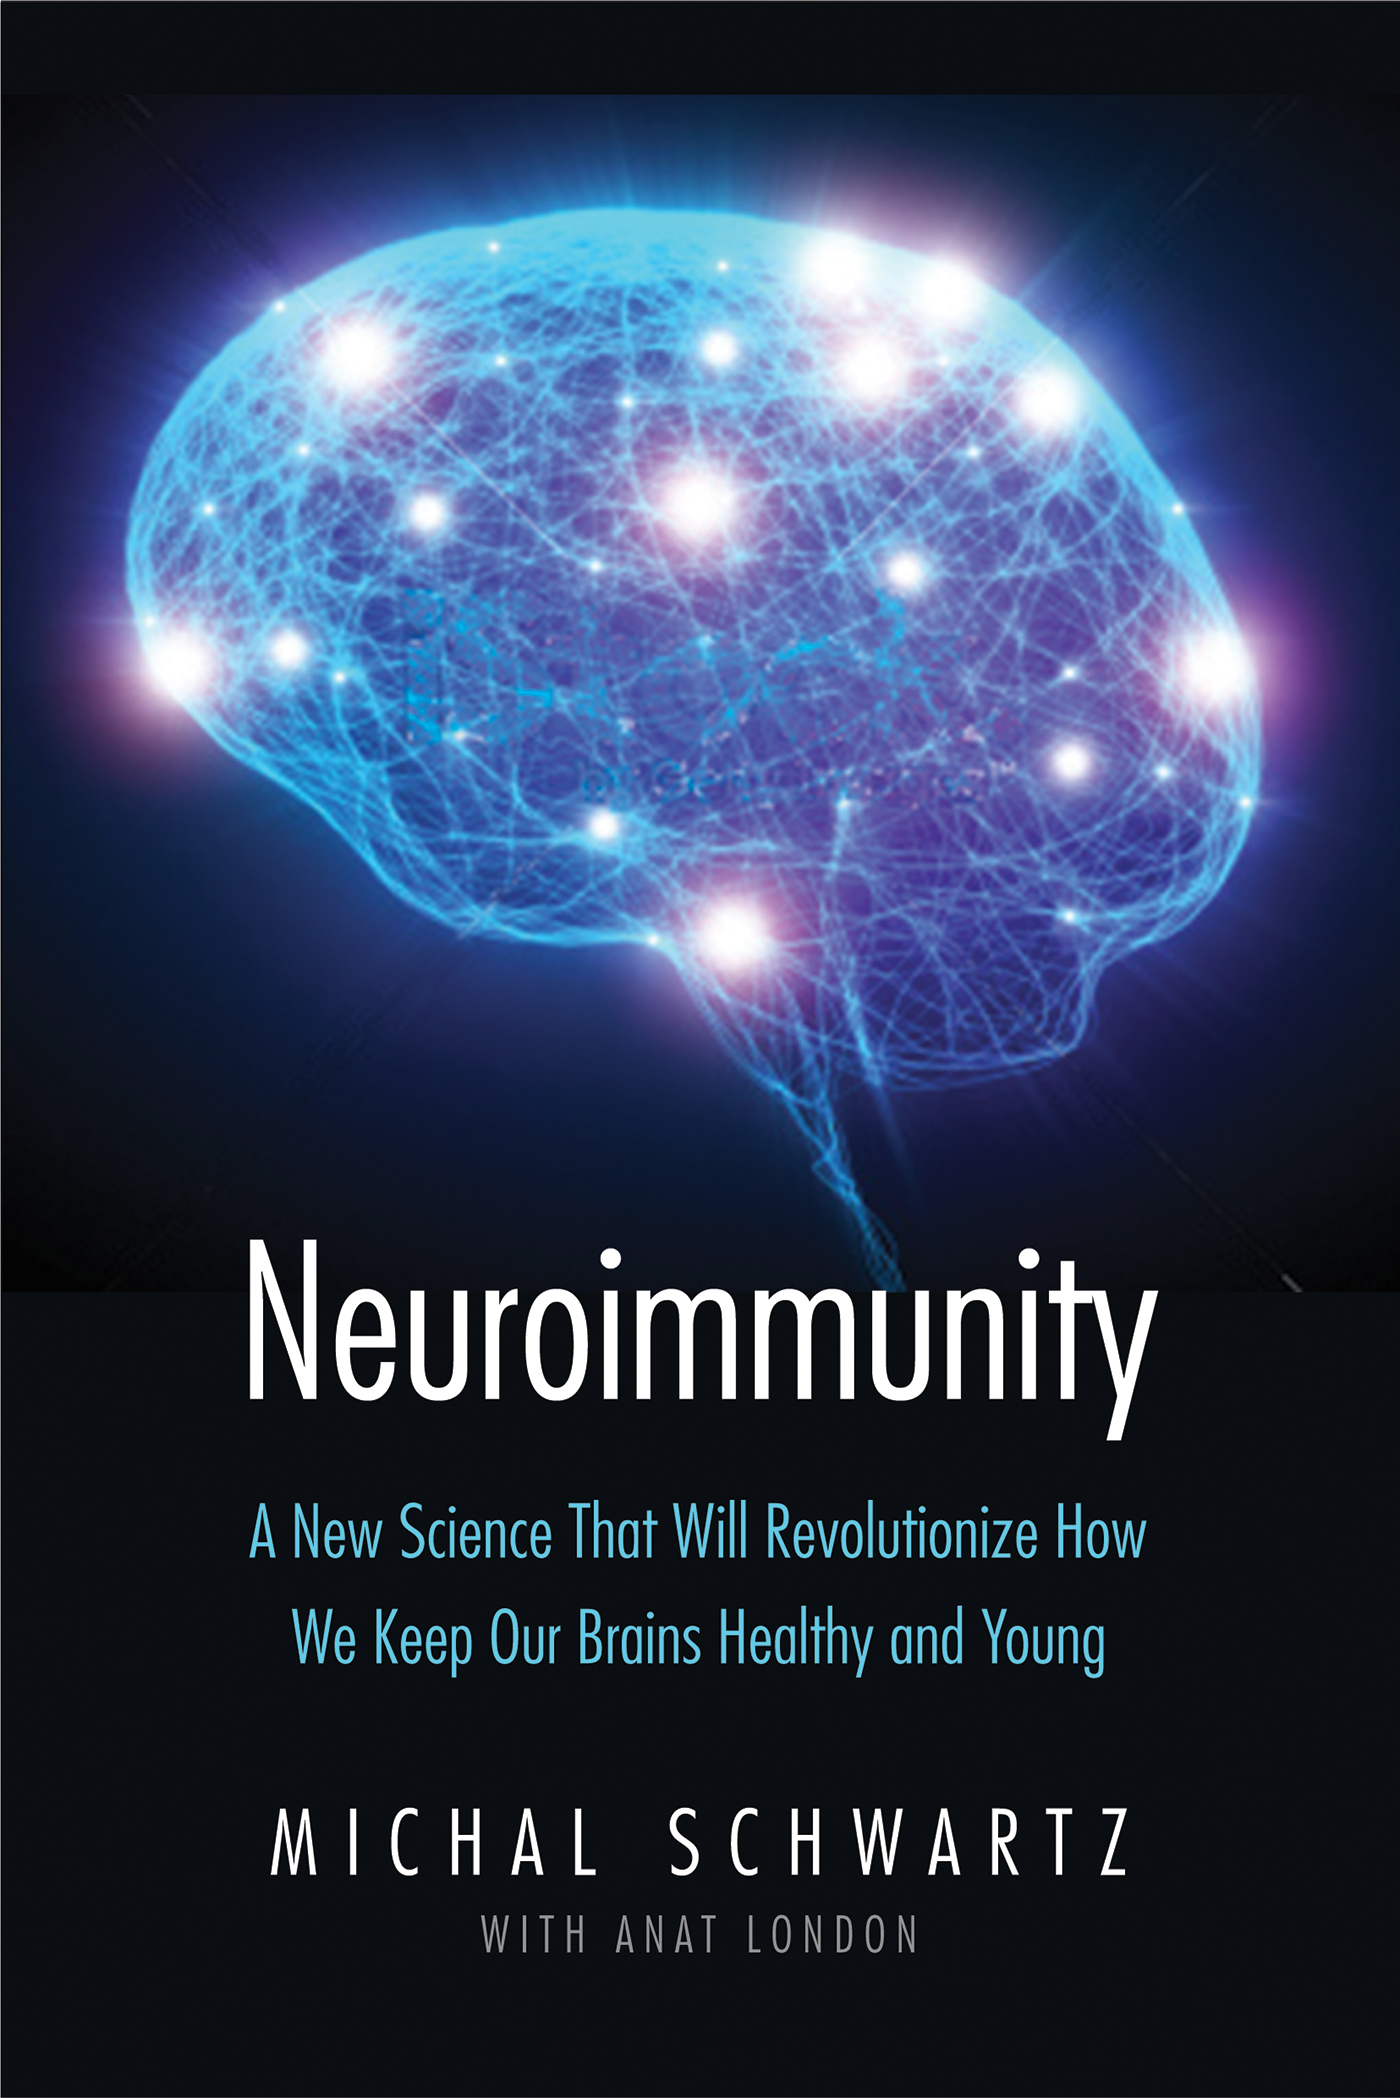 Neuroimmunity
A New Science That Will Revolutionize How
We Keep Our Brains Healthy and Young
MICHAL SCHWARTZ
WITH ANAT LONDON